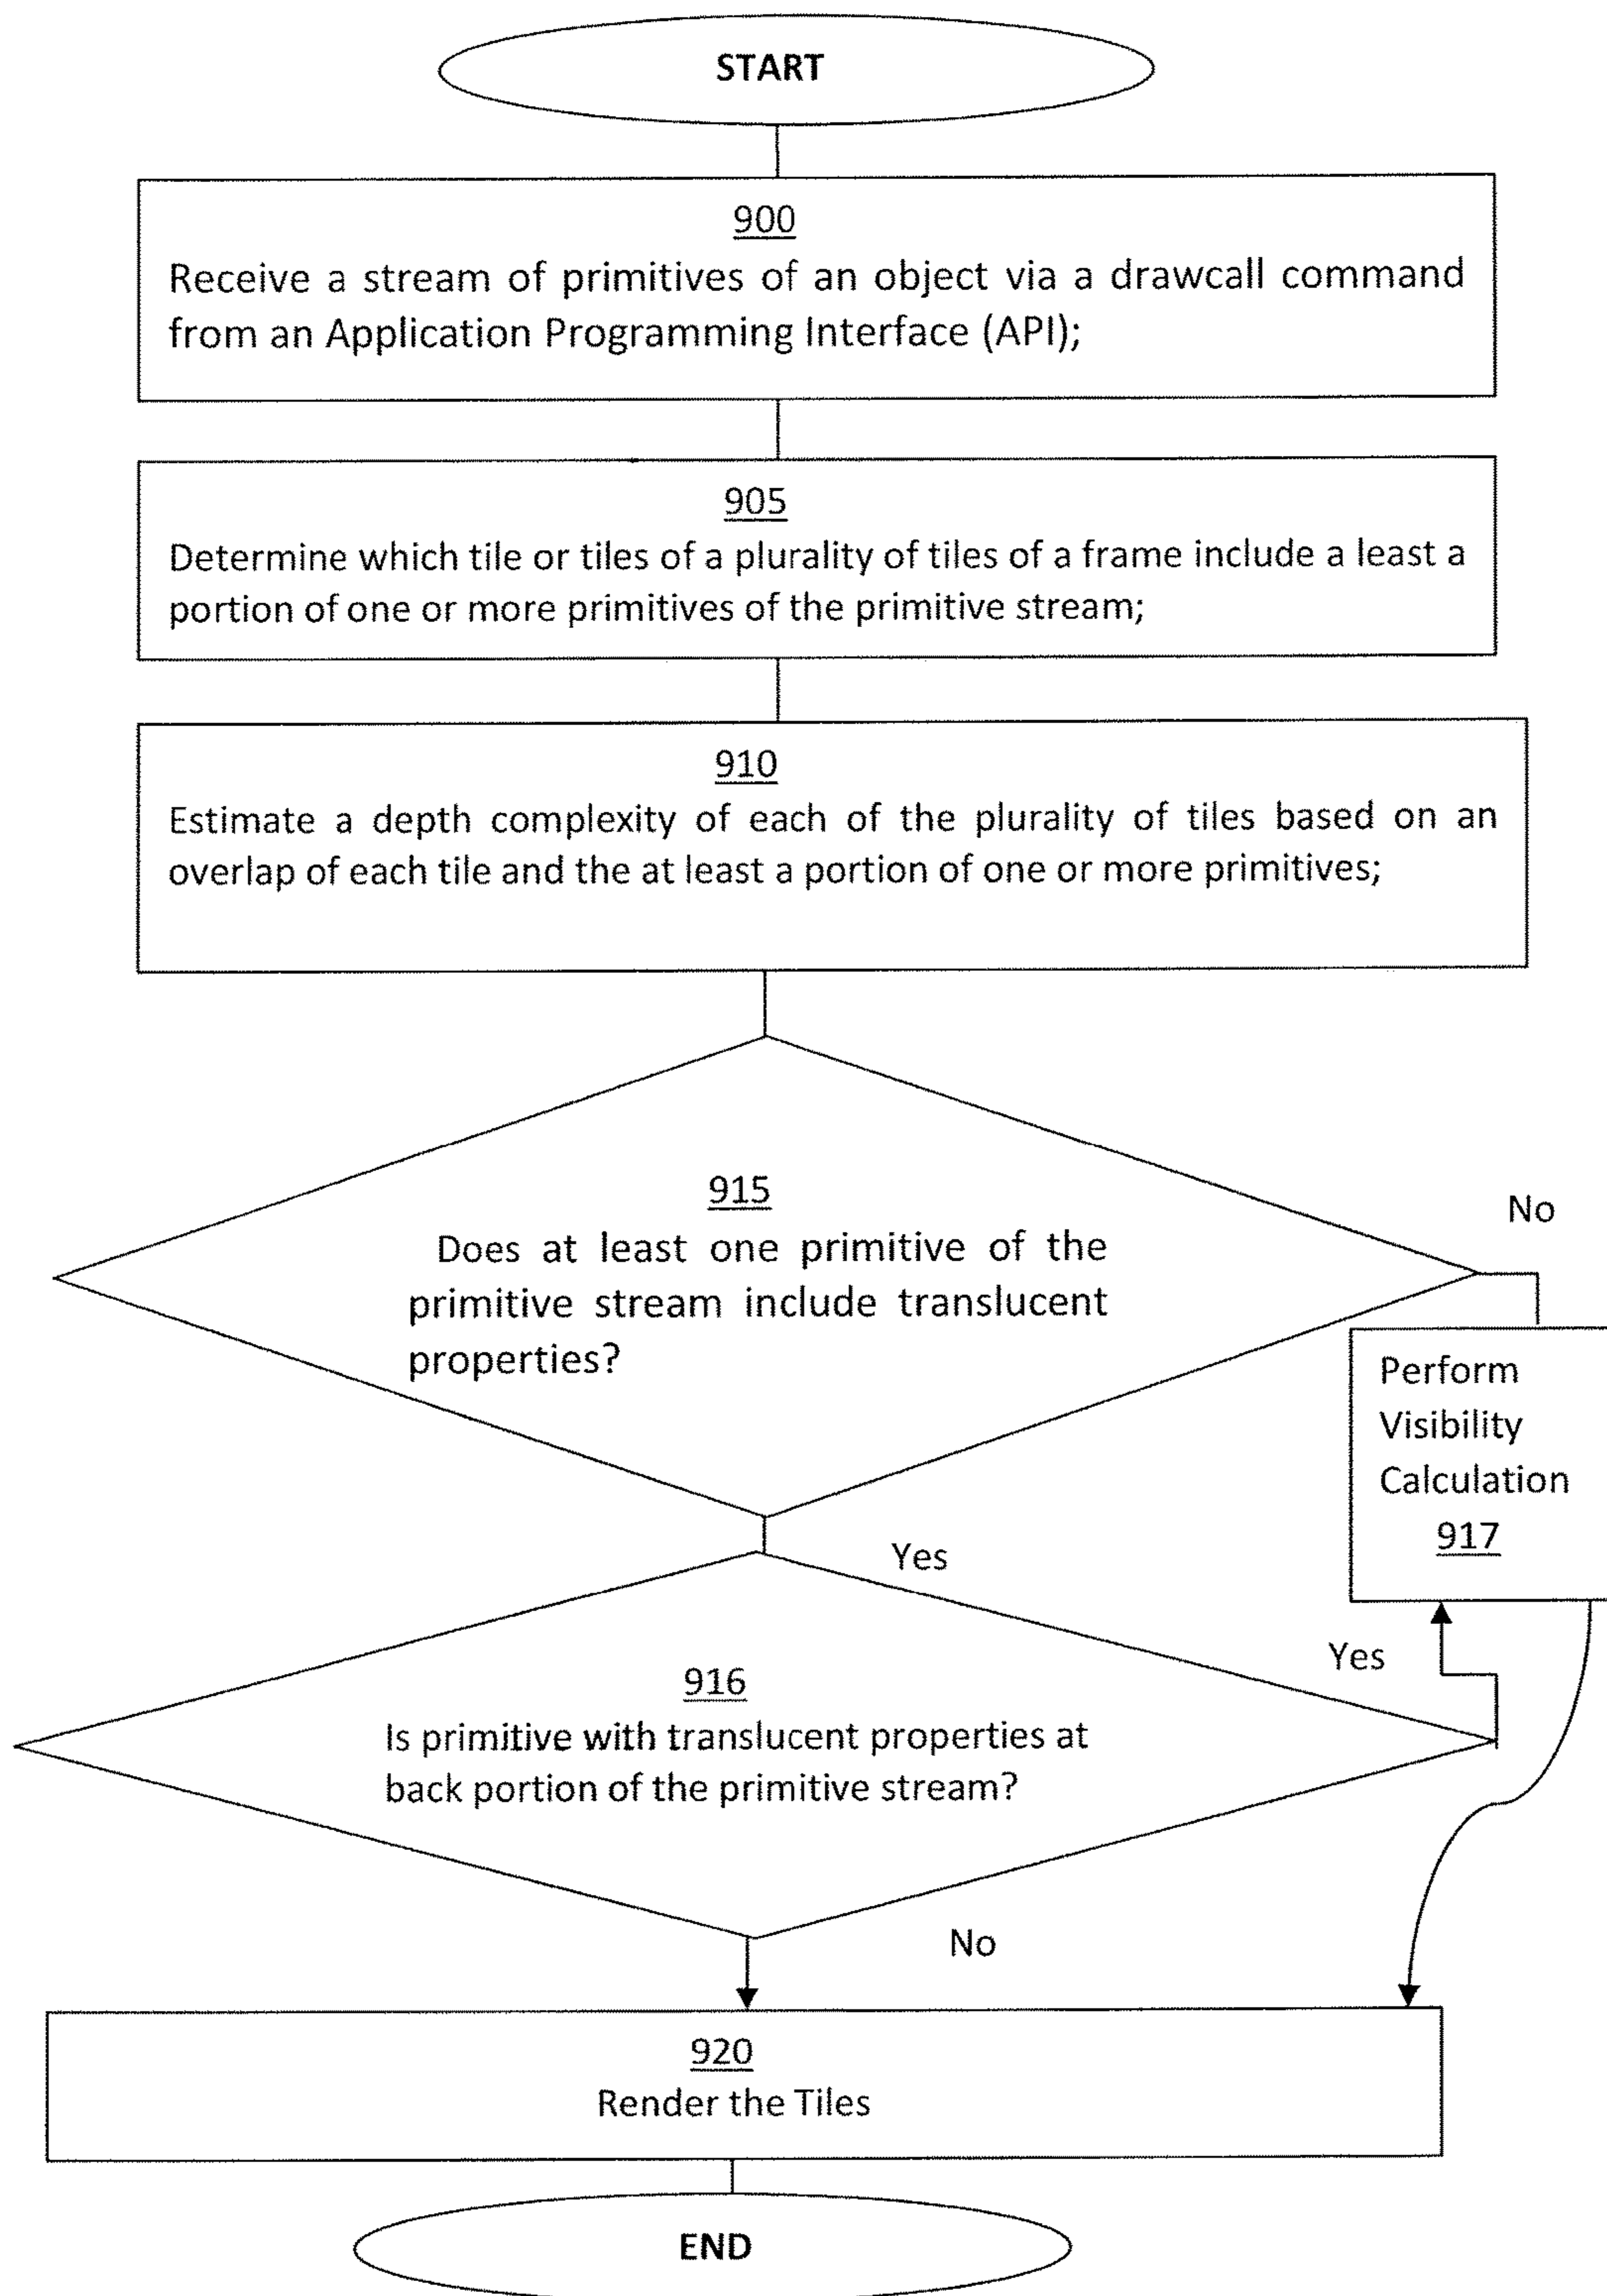 START
900
Receive a stream of primitives of an object via a drawcall command
from an Application Programming Interface (API);
905
Determine which tile or tiles of a plurality of tiles of a frame include a least a
portion of one or more primitives of the primitive stream;
910
Estimate a depth complexity of each of the plurality of tiles based on an
overlap of each tile and the at least a portion of one or more primitives;
915
Does at least one primitive of the
primitive stream include translucent
properties?
No
Perform
Visibility
Calculation
917
Yes
Yes
916
Is primitive with translucent properties at
back portion of the primitive stream?
No
920
Render the Tiles
END